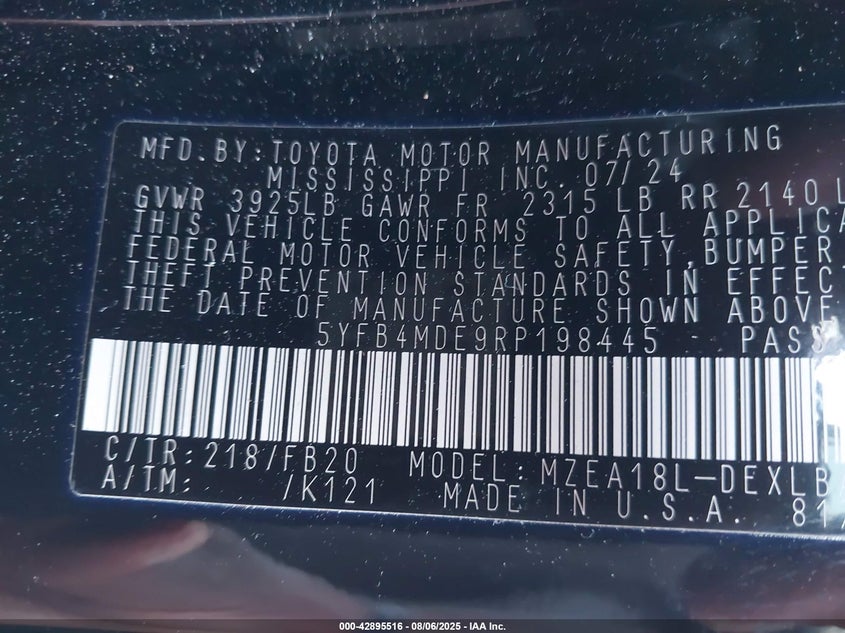 MFD.BY:TOYOTA MOTOR MANUFACTURING
MISSISSIPPI INC. 07/24
GVWR 3925LB GAWR FR 2315 LB RR 2140 L
THIS VEHICLE CONFORMS TO ALL APPLICA
FEDERAL MOTOR VEHICLE SAFETY,BUMPER
THEFT PREVENTION STANDARDS IN EFFECT
THE DATE OF MANUFACTURE SHOWN ABOVE
5YFB4MDE9RP198445 PASS
C/TR:218/FB20 MODEL:MZEA18L-DEXLB
A/TM: /K121 MADE IN U.S.A. 817
000-42895516 - 08/06/2025 - IAA Inc.